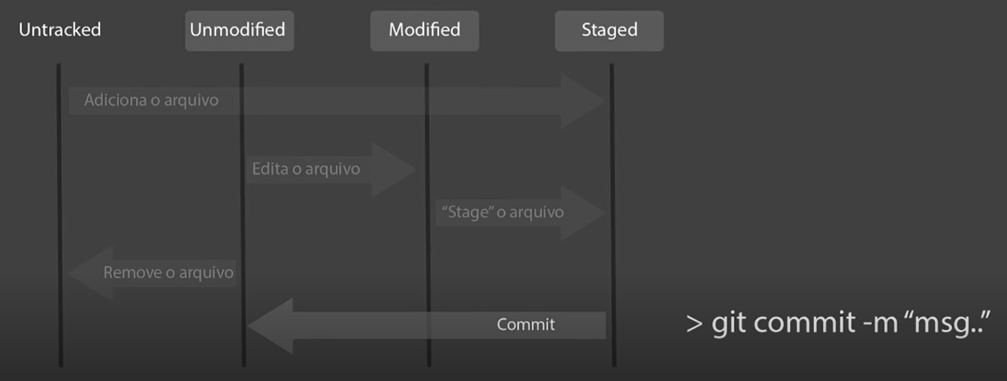 Untracked
Unmodified
Modified
Staged
Adiciona o arquivo
Edita o arquivo
“Stage” o arquivo
Remove o arquivo
Commit
> git commit -m “msg..”